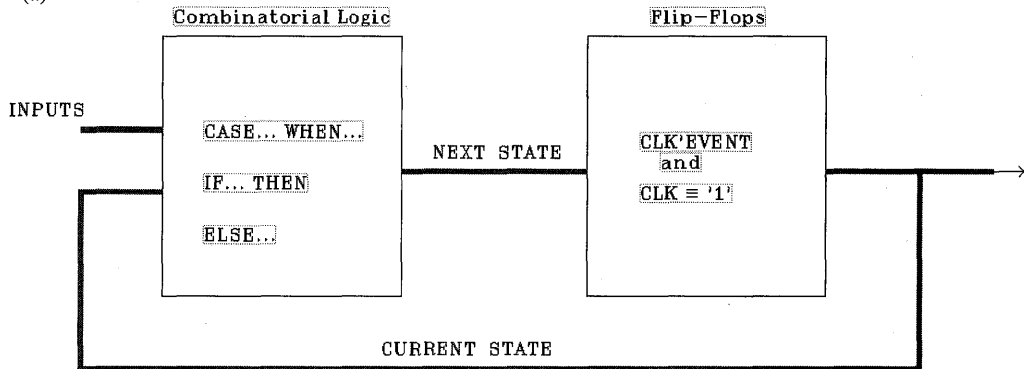 Combinatorial Logic
Flip-Flops
INPUTS
CASE... WHEN...
IF... THEN
ELSE...
NEXT STATE
CLK'EVENT
and
CLK ≡ '1'
CURRENT STATE